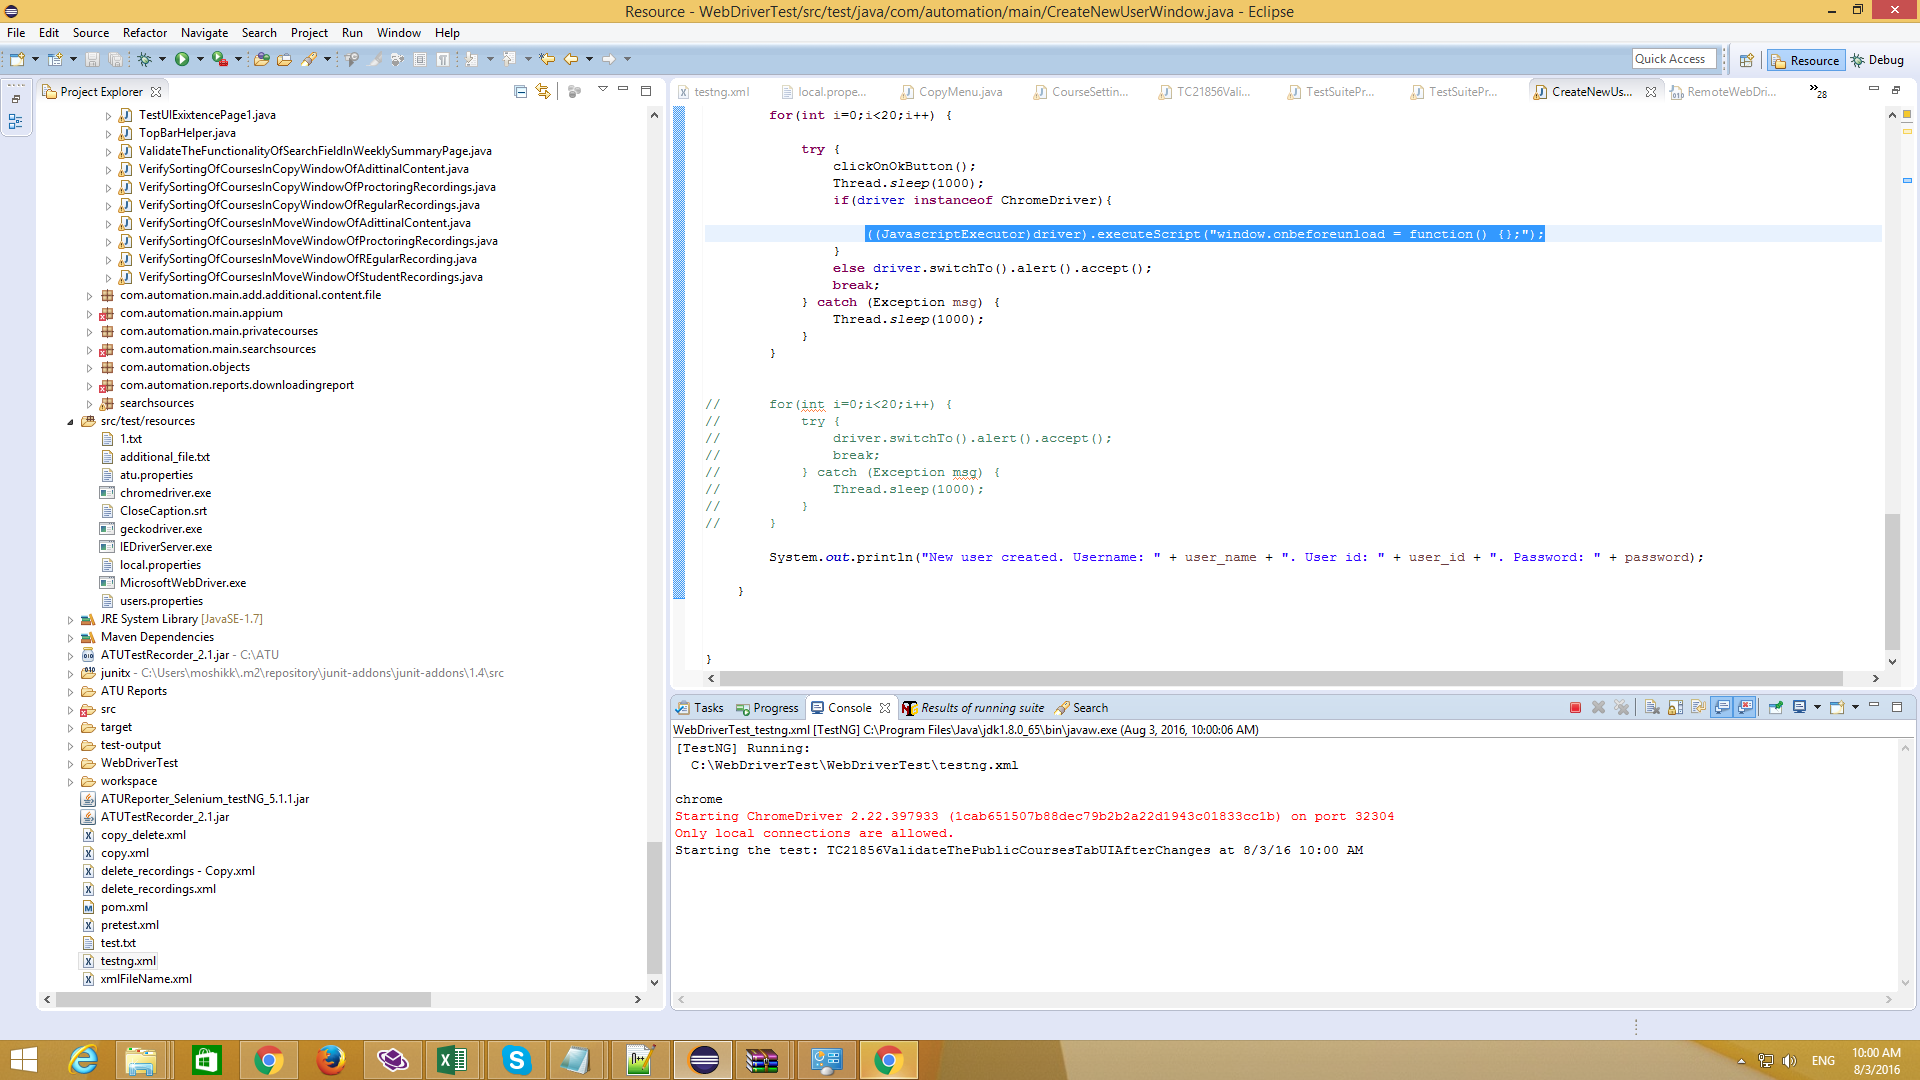 Resource - WebDriverTest/src/test/java/com/automation/main/CreateNewUserWindow.java - Eclipse
File Edit Source Refactor Navigate Search Project Run Window Help
Quick Access
Resource
Debug
Project Explorer
TestUIExixtencePage1.java
TopBarHelper.java
ValidateTheFunctionalityOfSearchFieldInWeeklySummaryPage.java
VerifySortingOfCoursesInCopyWindowOfAdittinalContent.java
VerifySortingOfCoursesInCopyWindowOfProctoringRecordings.java
VerifySortingOfCoursesInCopyWindowOfRegularRecordings.java
VerifySortingOfCoursesInMoveWindowOfAdittinalContent.java
VerifySortingOfCoursesInMoveWindowOfProctoringRecordings.java
VerifySortingOfCoursesInMoveWindowOfREgularRecording.java
VerifySortingOfCoursesInMoveWindowOfStudentRecording.java
com.automation.main.add.additional.content.file
com.automation.main.appium
com.automation.main.privatecourses
com.automation.main.searchsources
com.automation.objects
com.automation.reports.downloadingreport
searchsources
src/test/resources
1.txt
additional_file.txt
atu.properties
chromedriver.exe
CloseCaption.srt
geckodriver.exe
IEDriverServer.exe
local.properties
MicrosoftWebDriver.exe
users.properties
JRE System Library [JavaSE-1.7]
Maven Dependencies
ATUTestRecorder_2.1.jar - C:\ATU
junitx - C:\Users\moshikk\.m2\repository\junit-addons\junit-addons\1.4\src
ATU Reports
src
target
test-output
WebDriverTest
workspace
ATUReporter_Selenium_testNG_5.1.1.jar
ATUTestRecorder_2.1.jar
copy_delete.xml
copy.xml
delete_recordings - Copy.xml
delete_recordings.xml
pom.xml
pretest.xml
test.txt
testng.xml
xmlFileName.xml
testng.xml local.prope... CopyMenu.java CourseSettin... TC21856Vali... TestSuitePr... TestSuitePr... CreateNewUs... RemoteWebDri... »28
for(int i=0;i<20;i++) {
try {
clickOnOkButton();
Thread.sleep(1000);
if(driver instanceof ChromeDriver){
((JavascriptExecutor)driver).executeScript("window.onbeforeunload = function() {};");
}
else driver.switchTo().alert().accept();
break;
} catch (Exception msg) {
Thread.sleep(1000);
}
}
// for(int i=0;i<20;i++) {
// try {
// driver.switchTo().alert().accept();
// break;
// } catch (Exception msg) {
// Thread.sleep(1000);
// }
// }
System.out.println("New user created. Username: " + user_name + ". User id: " + user_id + ". Password: " + password);
}
}
Tasks Progress Console Results of running suite Search
WebDriverTest_testng.xml [TestNG] C:\Program Files\Java\jdk1.8.0_65\bin\javaw.exe (Aug 3, 2016, 10:00:06 AM)
[TestNG] Running:
C:\WebDriverTest\WebDriverTest\testng.xml
chrome
Starting ChromeDriver 2.22.397933 (1cab651507b88dec79b2b2a22d1943c01833cc1b) on port 32304
Only local connections are allowed.
Starting the test: TC21856ValidateThePublicCoursesTabUIAfterChanges at 8/3/16 10:00 AM
ENG
10:00 AM
8/3/2016